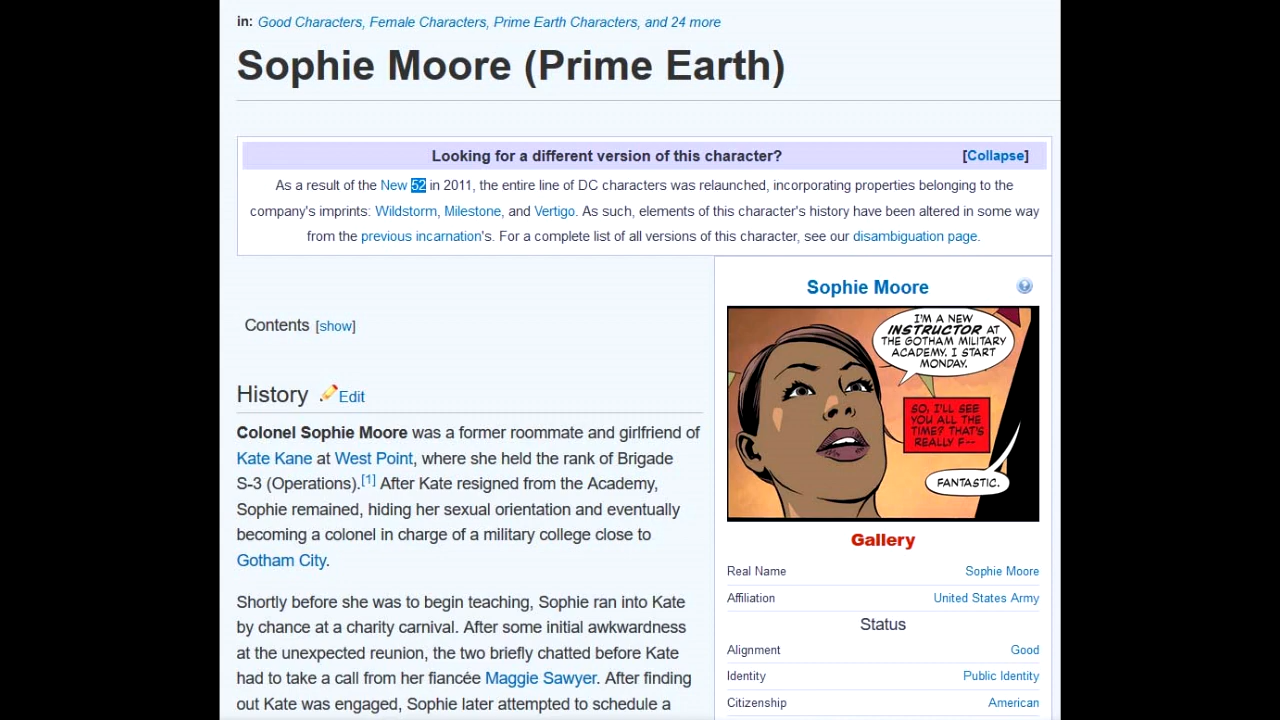 in: Good Characters, Female Characters, Prime Earth Characters, and 24 more
Sophie Moore (Prime Earth)
Looking for a different version of this character? [Collapse]
As a result of the New 52 in 2011, the entire line of DC characters was relaunched, incorporating properties belonging to the
company's imprints: Wildstorm, Milestone, and Vertigo. As such, elements of this character's history have been altered in some way
from the previous incarnation's. For a complete list of all versions of this character, see our disambiguation page.
Contents [show]
History Edit
Colonel Sophie Moore was a former roommate and girlfriend of
Kate Kane at West Point, where she held the rank of Brigade
S-3 (Operations).[1] After Kate resigned from the Academy,
Sophie remained, hiding her sexual orientation and eventually
becoming a colonel in charge of a military college close to
Gotham City.
Shortly before she was to begin teaching, Sophie ran into Kate
by chance at a charity carnival. After some initial awkwardness
at the unexpected reunion, the two briefly chatted before Kate
had to take a call from her fiancée Maggie Sawyer. After finding
out Kate was engaged, Sophie later attempted to schedule a
Sophie Moore
I'M A NEW
INSTRUCTOR AT
THE GOTHAM MILITARY
ACADEMY. I START
MONDAY.
SO, I'LL SEE
YOU ALL THE
TIME? THAT'S
REALLY F--
FANTASTIC.
Gallery
Real Name Sophie Moore
Affiliation United States Army
Status
Alignment Good
Identity Public Identity
Citizenship American